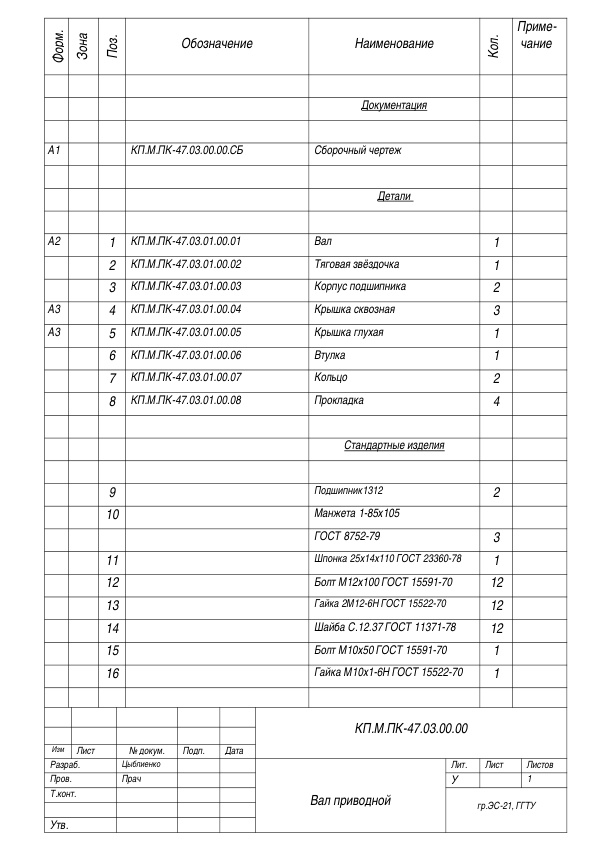 Форм. Зона Поз. Обозначение Наименование Кол. Приме-
чание
Документация
А1 КП.М.ПК-47.03.00.00.СБ Сборочный чертеж
Детали
А2 1 КП.М.ПК-47.03.01.00.01 Вал 1
2 КП.М.ПК-47.03.01.00.02 Тяговая звёздочка 1
3 КП.М.ПК-47.03.01.00.03 Корпус подшипника 2
А3 4 КП.М.ПК-47.03.01.00.04 Крышка сквозная 3
А3 5 КП.М.ПК-47.03.01.00.05 Крышка глухая 1
6 КП.М.ПК-47.03.01.00.06 Втулка 1
7 КП.М.ПК-47.03.01.00.07 Кольцо 2
8 КП.М.ПК-47.03.01.00.08 Прокладка 4
Стандартные изделия
9 Подшипник1312 2
10 Манжета 1-85х105
ГОСТ 8752-79 3
11 Шпонка 25х14х110 ГОСТ 23360-78 1
12 Болт М12х100 ГОСТ 15591-70 12
13 Гайка 2М12-6Н ГОСТ 15522-70 12
14 Шайба С.12.37 ГОСТ 11371-78 12
15 Болт М10х50 ГОСТ 15591-70 1
16 Гайка М10х1-6Н ГОСТ 15522-70 1
КП.М.ПК-47.03.00.00
Изм Лист № докум. Подп. Дата
Разраб. Цыблиенко Лит. Лист Листов
Пров. Прач У 1
Т.конт.
Вал приводной
гр.ЭС-21, ГГТУ
Утв.